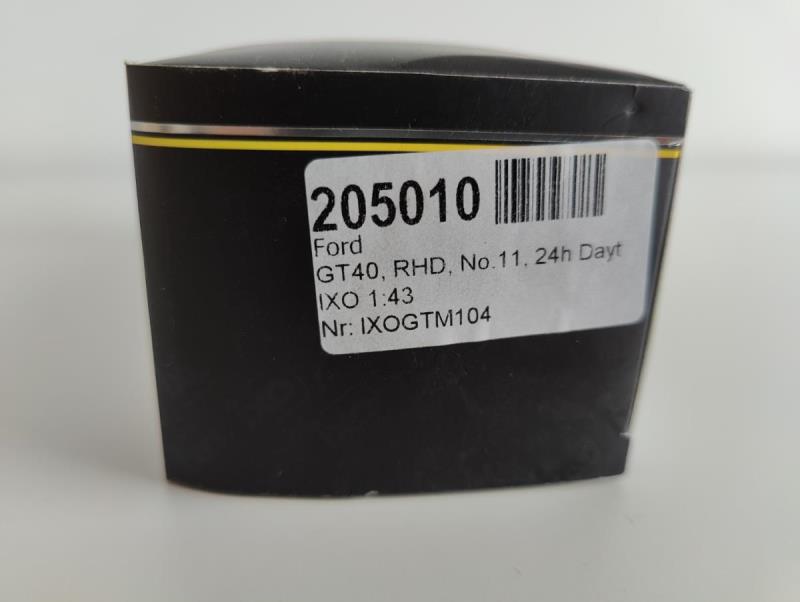 205010
Ford
GT40, RHD, No.11, 24h Dayt
IXO 1:43
Nr: IXOGTM104